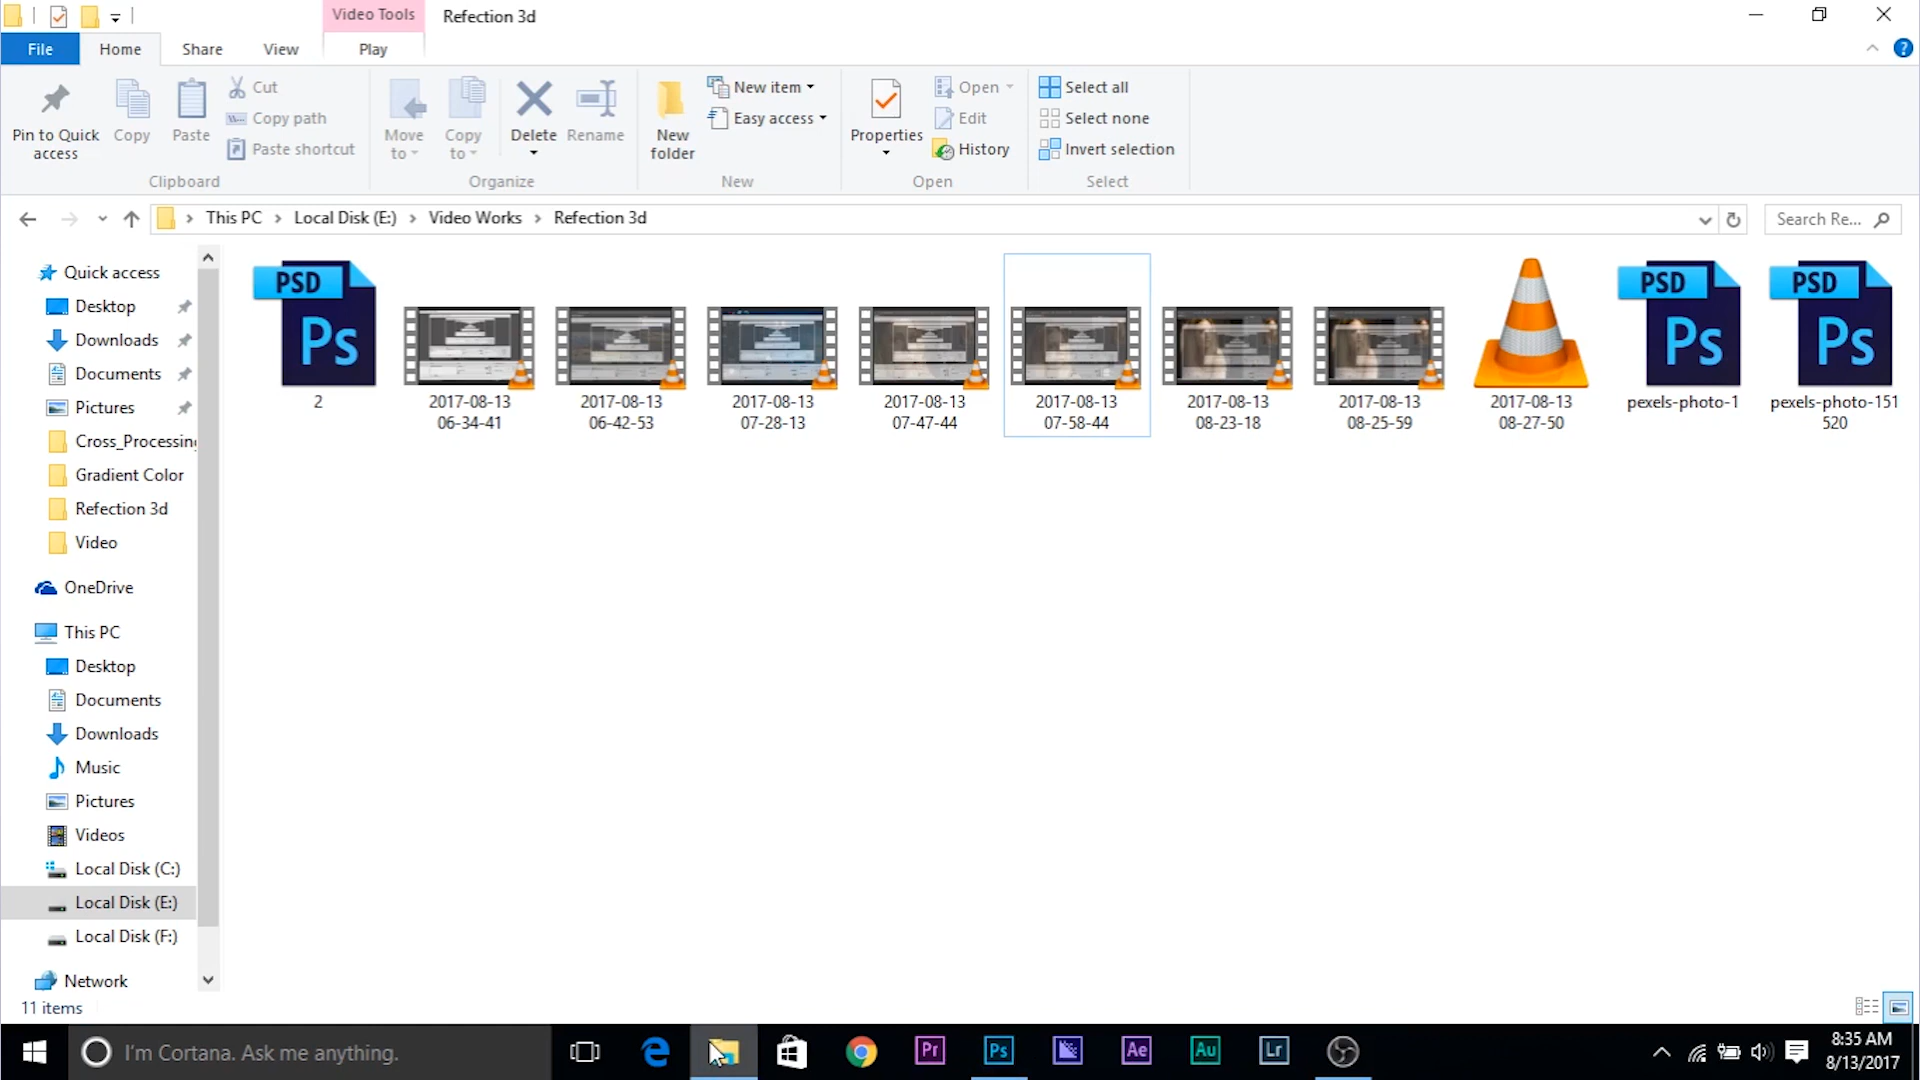 Video Tools
Refection 3d
File
Home
Share
View
Play
Pin to Quick access
Copy
Paste
Cut
Copy path
Paste shortcut
Clipboard
Move to
Copy to
Delete
Rename
Organize
New folder
New item
Easy access
New
Properties
Open
Edit
History
Open
Select all
Select none
Invert selection
Select
This PC
Local Disk (E:)
Video Works
Refection 3d
Search Re...
Quick access
Desktop
Downloads
Documents
Pictures
Cross_Processing
Gradient Color
Refection 3d
Video
OneDrive
This PC
Desktop
Documents
Downloads
Music
Pictures
Videos
Local Disk (C:)
Local Disk (E:)
Local Disk (F:)
Network
PSD
Ps
2
2017-08-13
06-34-41
2017-08-13
06-42-53
2017-08-13
07-28-13
2017-08-13
07-47-44
2017-08-13
07-58-44
2017-08-13
08-23-18
2017-08-13
08-25-59
2017-08-13
08-27-50
PSD
Ps
pexels-photo-1
PSD
Ps
pexels-photo-151
520
11 items
I'm Cortana. Ask me anything.
Pr
Ps
Ae
Au
Lr
8:35 AM
8/13/2017